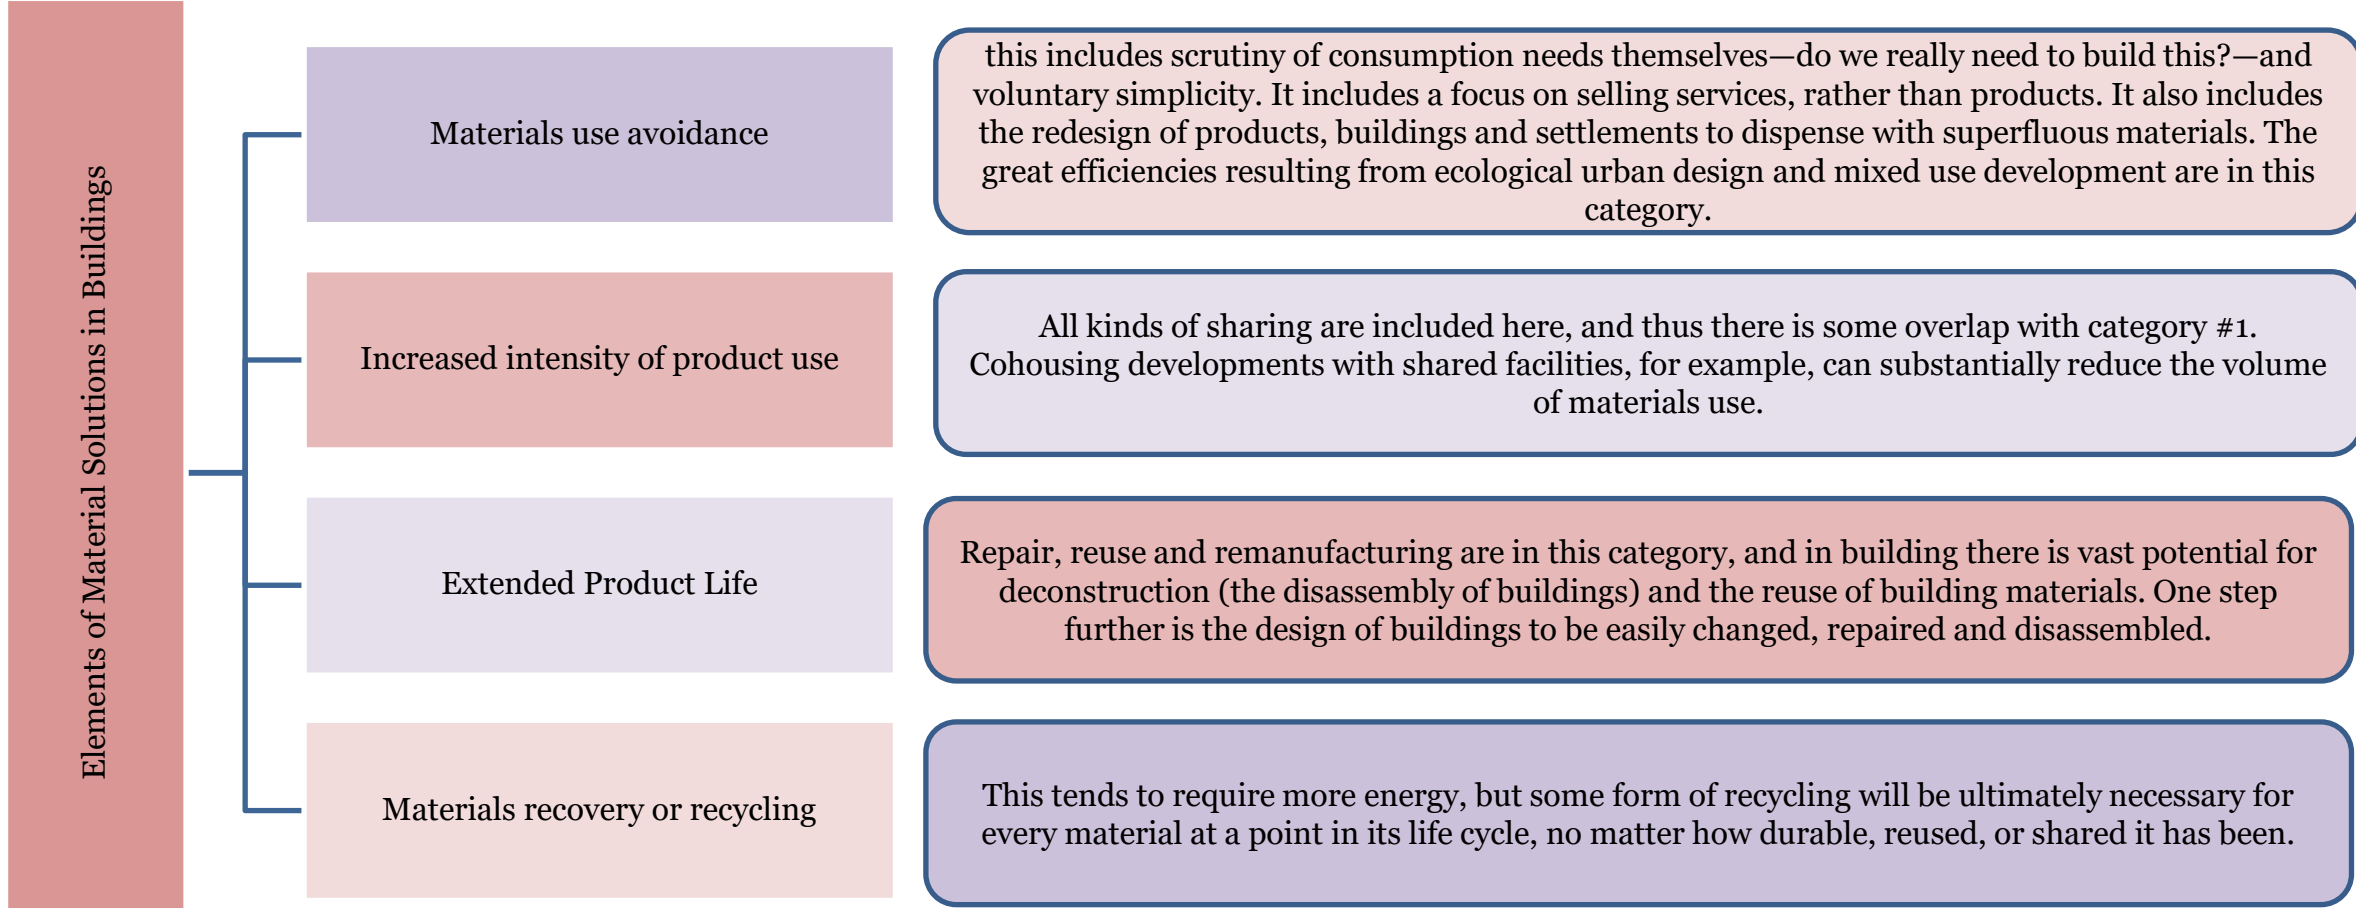 Elements of Material Solutions in Buildings
Materials use avoidance
this includes scrutiny of consumption needs themselves—do we really need to build this?—and
voluntary simplicity. It includes a focus on selling services, rather than products. It also includes
the redesign of products, buildings and settlements to dispense with superfluous materials. The
great efficiencies resulting from ecological urban design and mixed use development are in this
category.
Increased intensity of product use
All kinds of sharing are included here, and thus there is some overlap with category #1.
Cohousing developments with shared facilities, for example, can substantially reduce the volume
of materials use.
Extended Product Life
Repair, reuse and remanufacturing are in this category, and in building there is vast potential for
deconstruction (the disassembly of buildings) and the reuse of building materials. One step
further is the design of buildings to be easily changed, repaired and disassembled.
Materials recovery or recycling
This tends to require more energy, but some form of recycling will be ultimately necessary for
every material at a point in its life cycle, no matter how durable, reused, or shared it has been.